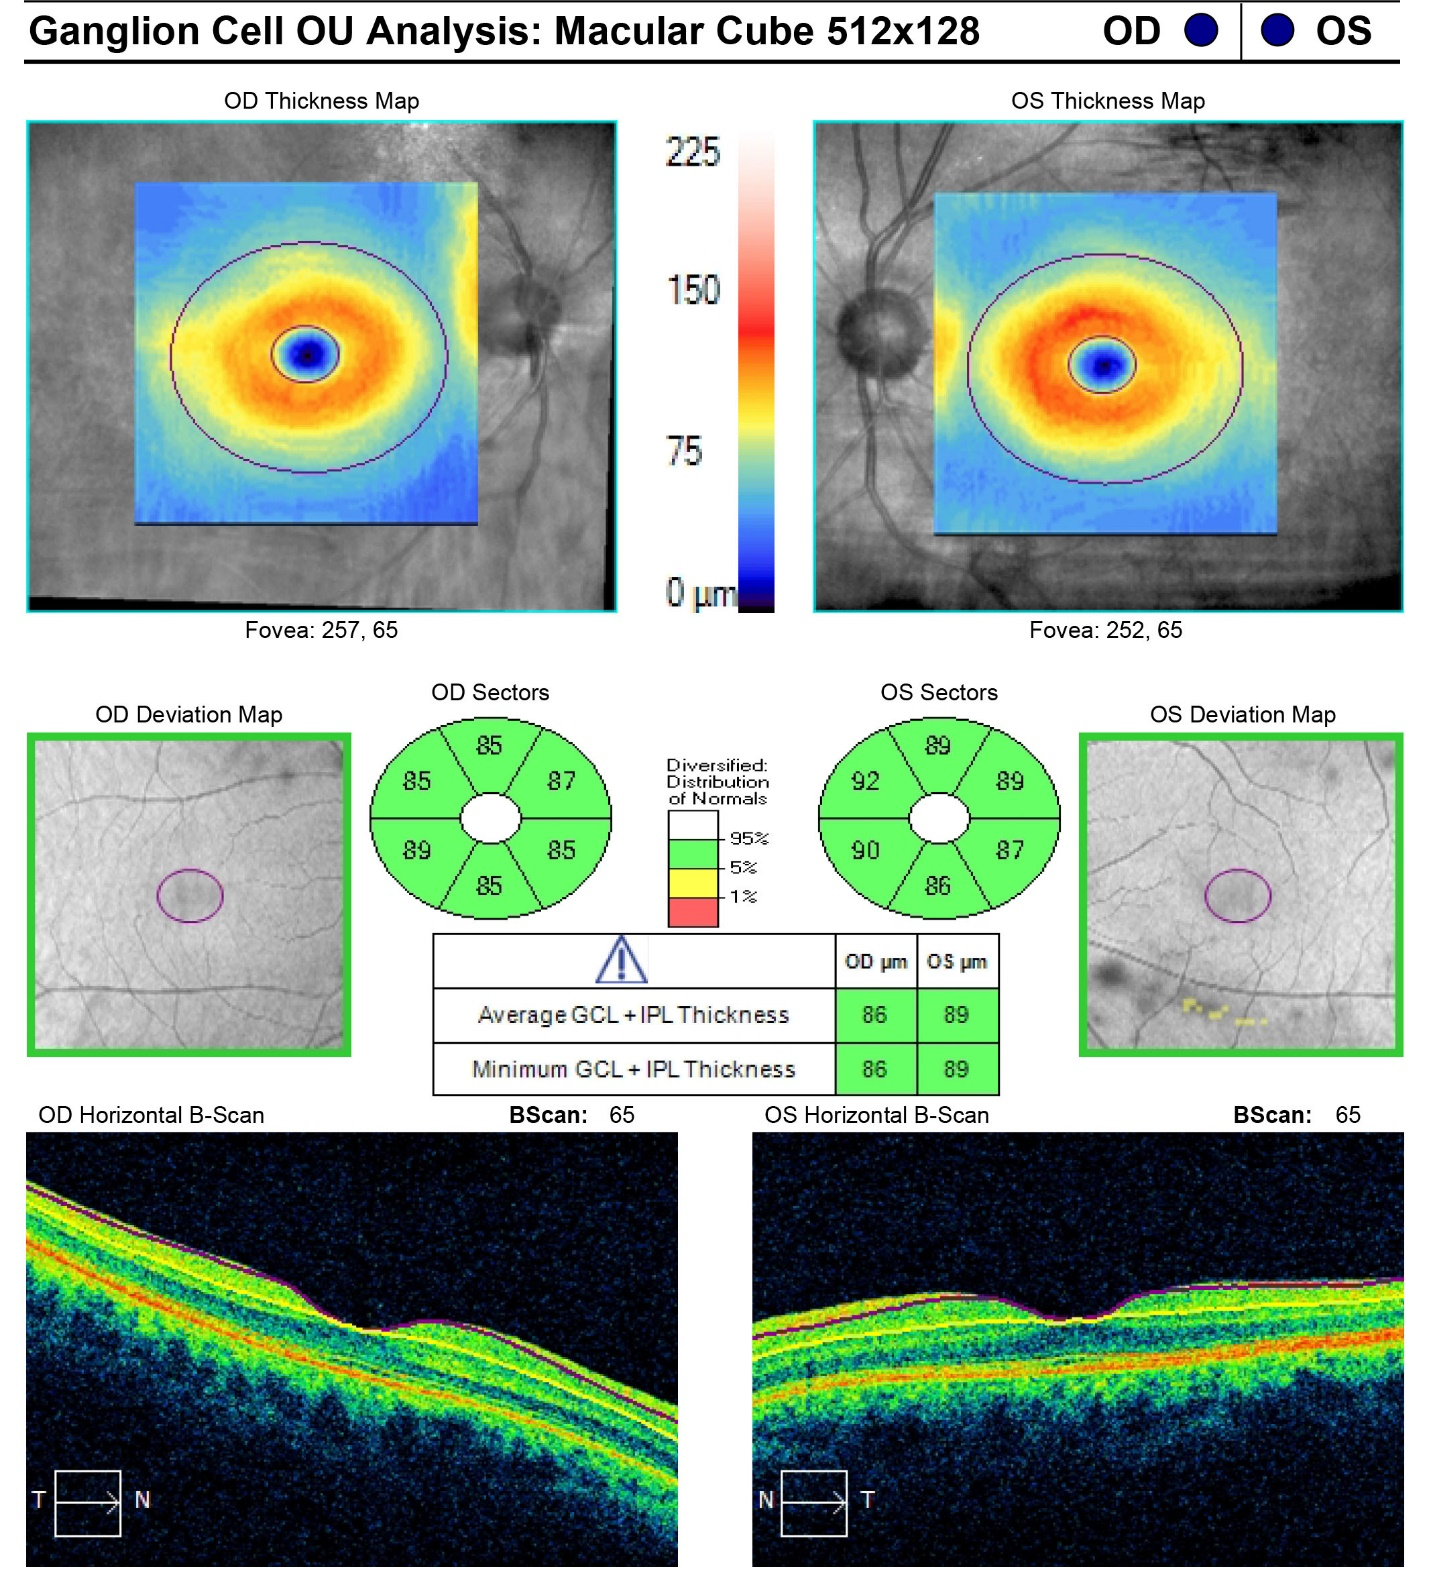 Ganglion Cell OU Analysis: Macular Cube 512x128 OD OS
OD Thickness Map
OS Thickness Map
225
150
75
0 µm
Fovea: 257, 65
Fovea: 252, 65
OD Deviation Map
OD Sectors
OS Sectors
OS Deviation Map
85
87
85
85
89
85
Diversified:
Distribution
of Normals
95%
5%
1%
89
89
87
86
90
92
OD µm OS µm
Average GCL + IPL Thickness 86 89
Minimum GCL + IPL Thickness 86 89
OD Horizontal B-Scan BScan: 65
OS Horizontal B-Scan BScan: 65
T N
N T